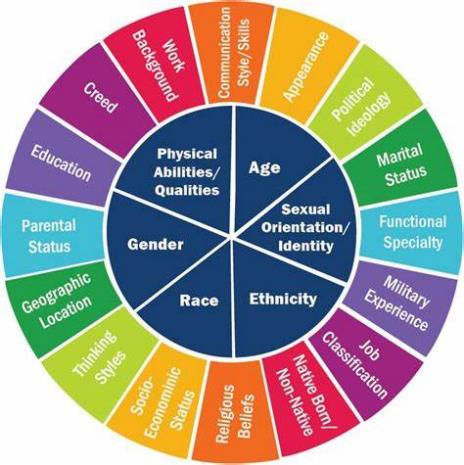 Communication
Style/Skills
Appearance
Political
Ideology
Marital
Status
Functional
Specialty
Military
Experience
Job
Classification
Native Born/
Non-Native
Religious
Beliefs
Socio-
Econominic
Status
Thinking
Styles
Geographic
Location
Parental
Status
Education
Creed
Work
Background
Physical
Abilities/
Qualities
Age
Sexual
Orientation/
Identity
Ethnicity
Race
Gender